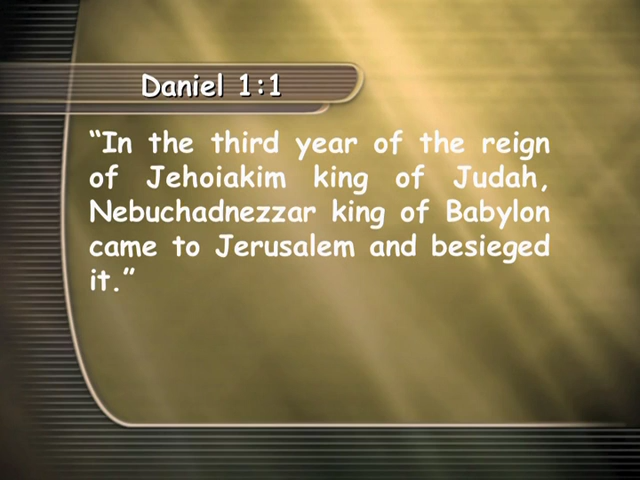 Daniel 1:1
“In the third year of the reign
of Jehoiakim king of Judah,
Nebuchadnezzar king of Babylon
came to Jerusalem and besieged
it.”